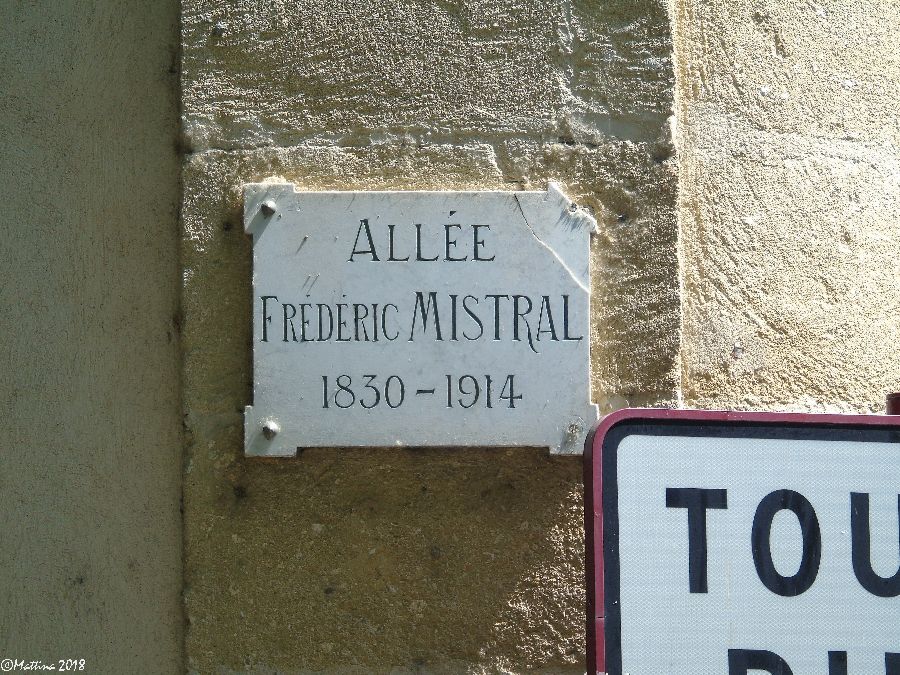 ALLÉE
FRÉDÉRIC MISTRAL
1830-1914
TOU
©Mattina 2018